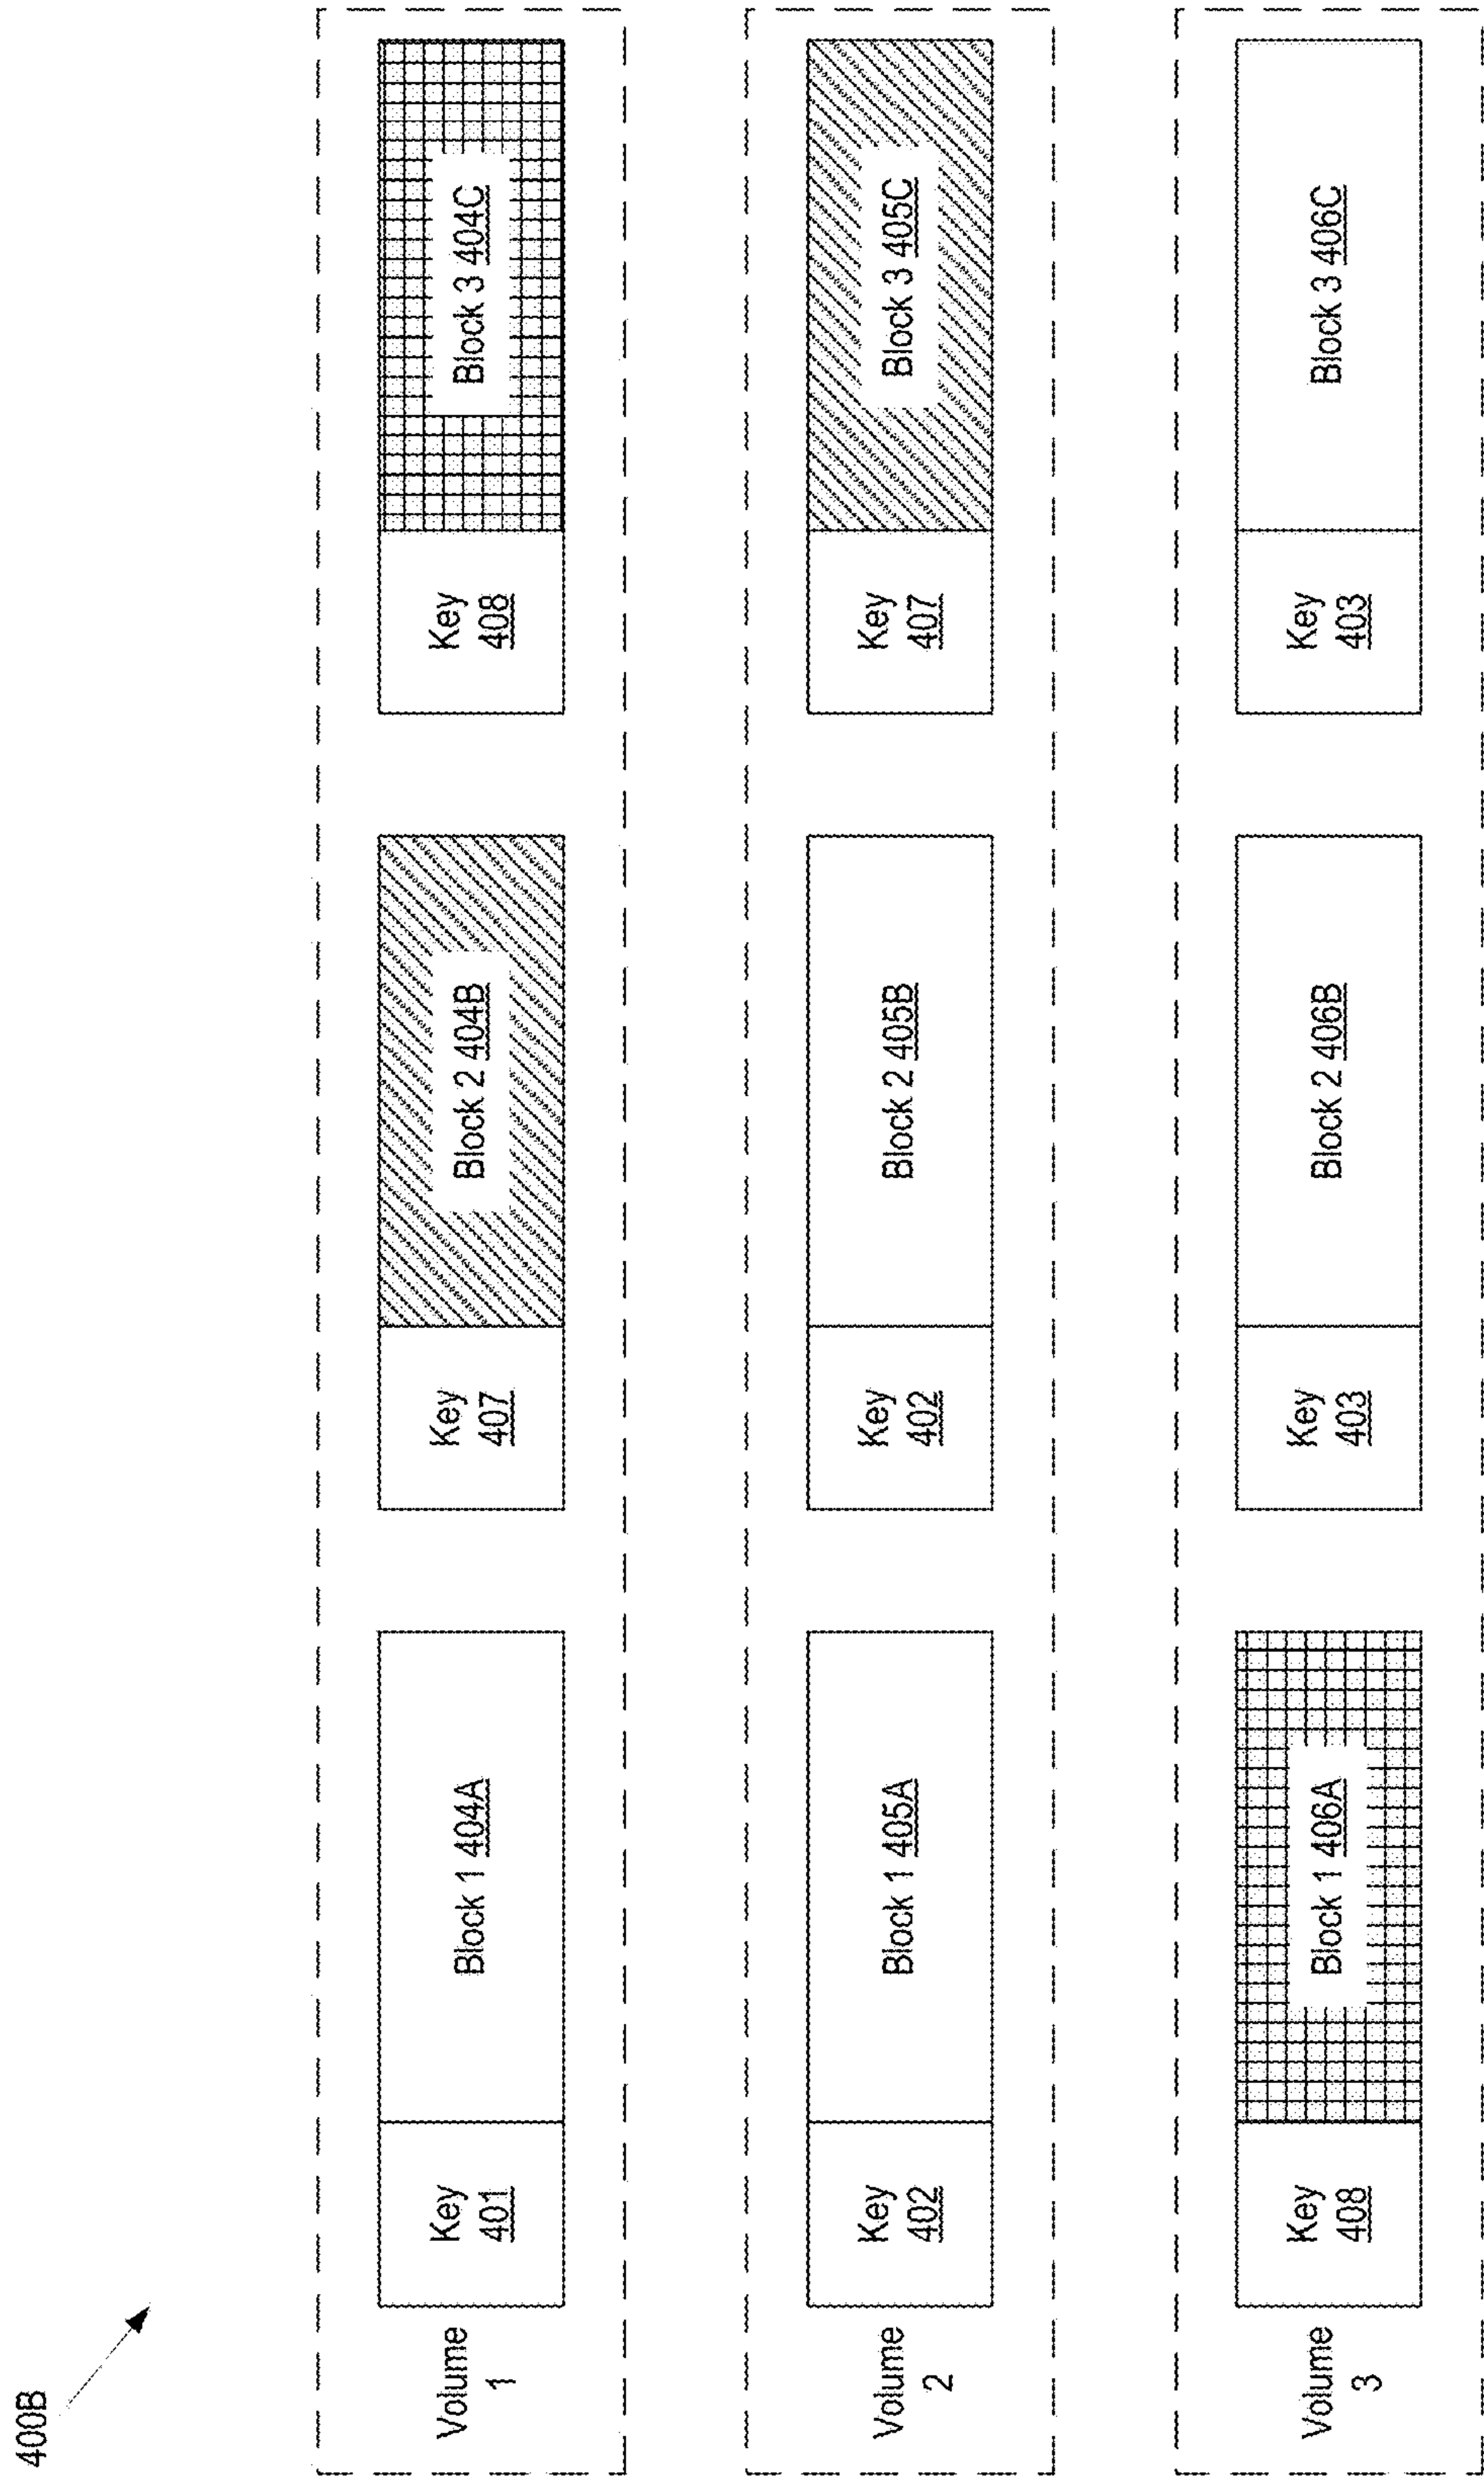 400B
Volume
1
Key
401
Block 1 404A
Key
407
Block 2 404B
Key
408
Block 3 404C
Volume
2
Key
402
Block 1 405A
Key
402
Block 2 405B
Key
407
Block 3 405C
Volume
3
Key
408
Block 1 406A
Key
403
Block 2 406B
Key
403
Block 3 406C